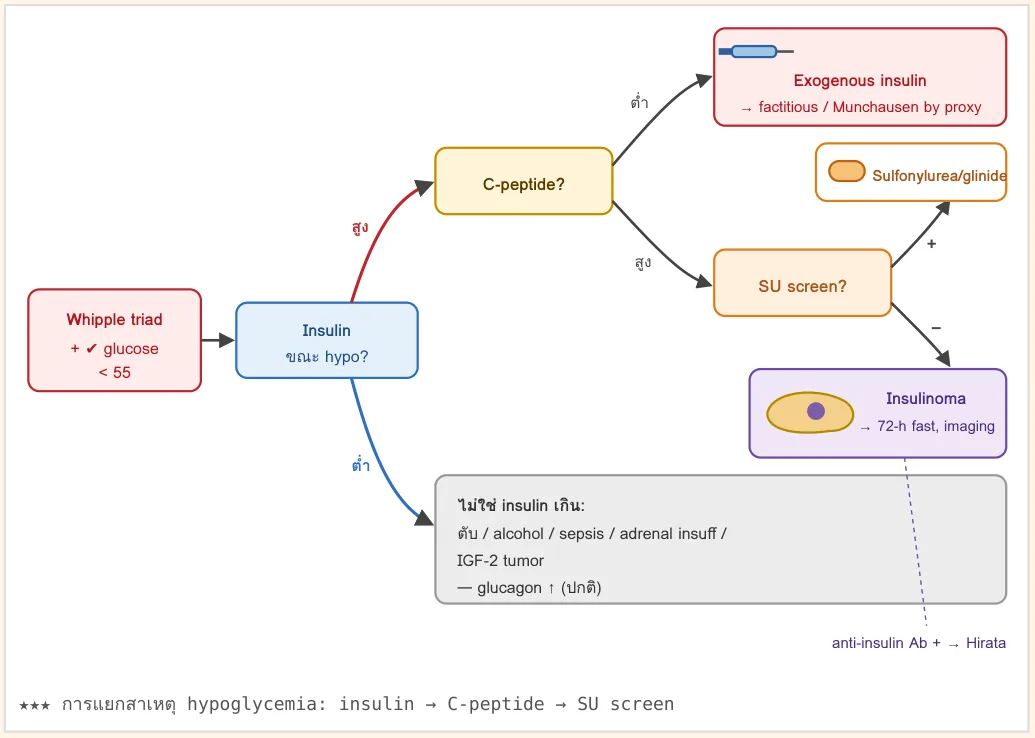 Whipple triad
+ ✔ glucose
< 55
Insulin
ขณะ hypo?
สูง
ต่ำ
C-peptide?
ต่ำ
สูง
Exogenous insulin
→ factitious / Munchausen by proxy
Sulfonylurea/glinide
+
SU screen?
−
Insulinoma
→ 72-h fast, imaging
ไม่ใช่ insulin เกิน:
ตับ / alcohol / sepsis / adrenal insuff /
IGF-2 tumor
— glucagon ↑ (ปกติ)
anti-insulin Ab + → Hirata
★★★ การแยกสาเหตุ hypoglycemia: insulin → C-peptide → SU screen